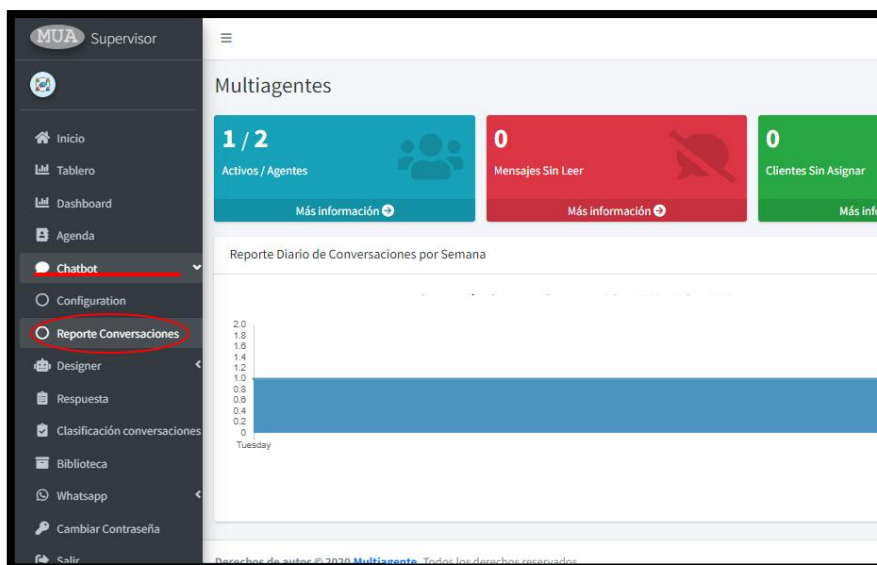 MUA Supervisor
Multiagentes
Inicio
Tablero
Dashboard
Agenda
Chatbot
Configuration
Reporte Conversaciones
Designer
Respuesta
Clasificación conversaciones
Biblioteca
Whatsapp
Cambiar Contraseña
Salir
1 / 2
Activos / Agentes
Más información
0
Mensajes Sin Leer
Más información
0
Clientes Sin Asignar
Más info
Reporte Diario de Conversaciones por Semana
2.0
1.8
1.6
1.4
1.2
1.0
0.8
0.6
0.4
0.2
0
Tuesday
Derechos de autor © 2020 Multiagente. Todos los derechos reservados